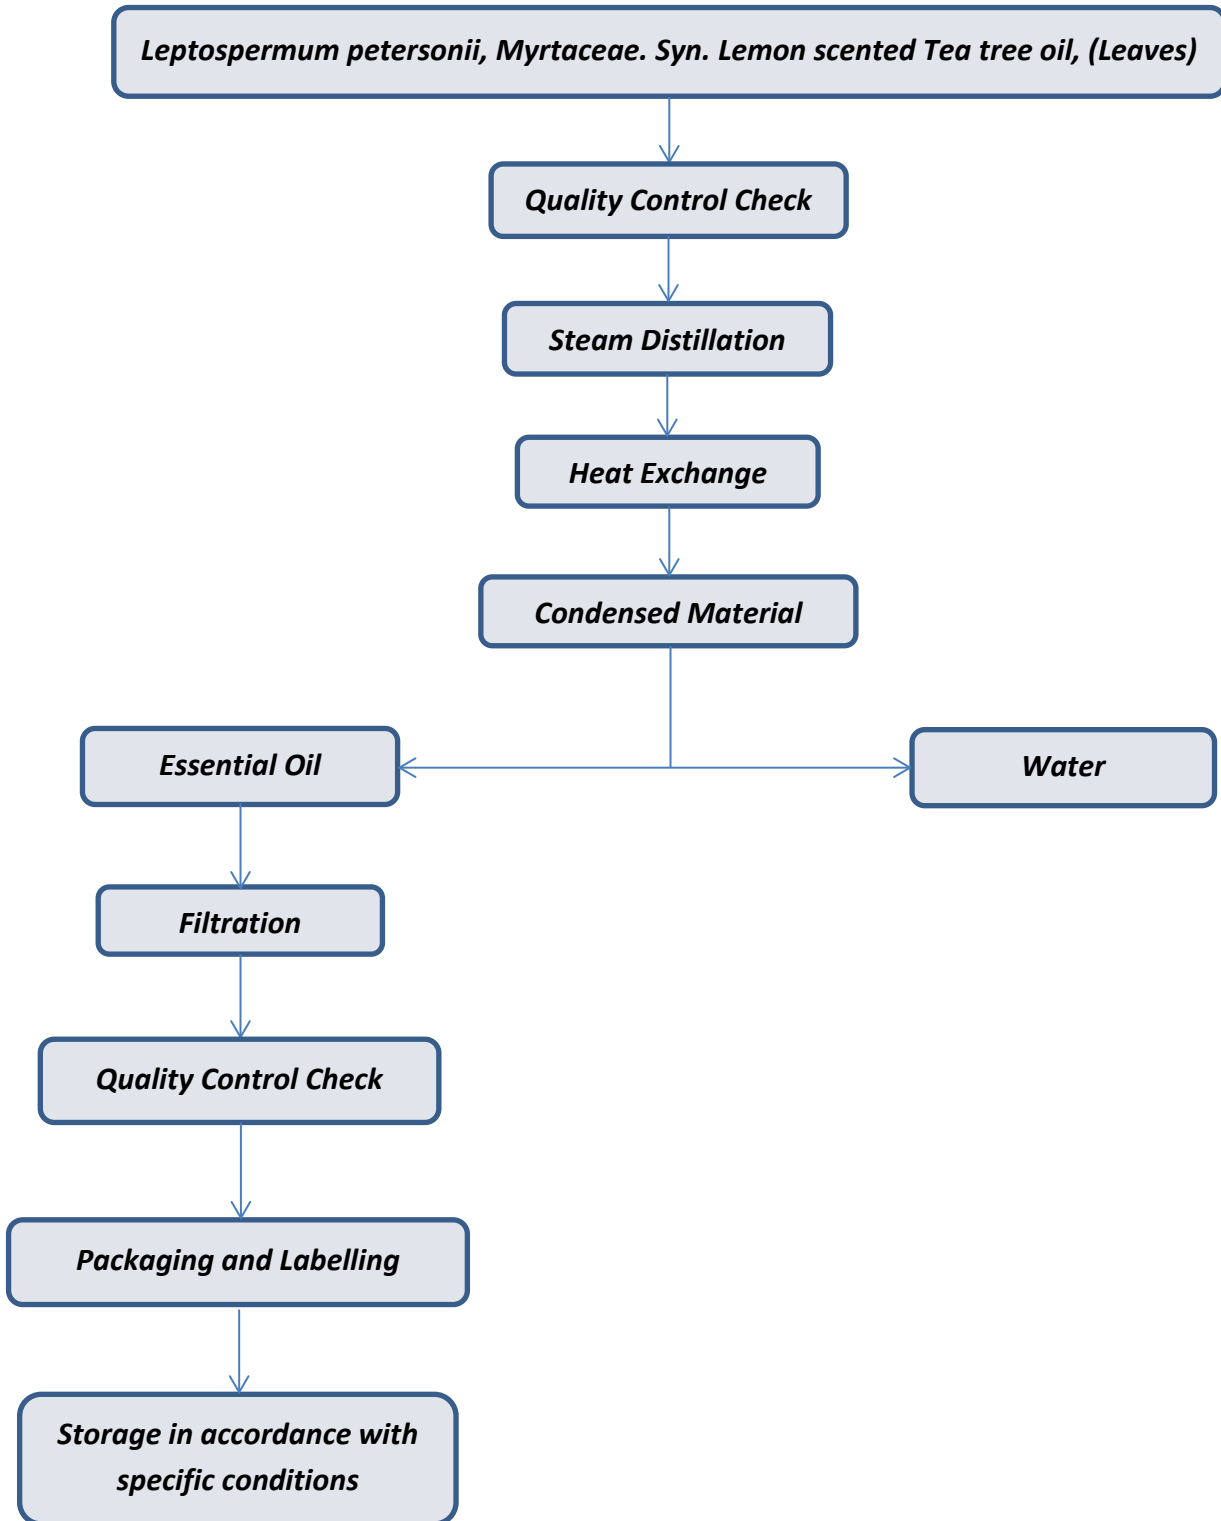 Leptospermum petersonii, Myrtaceae. Syn. Lemon scented Tea tree oil, (Leaves)
Quality Control Check
Steam Distillation
Heat Exchange
Condensed Material
Essential Oil
Water
Filtration
Quality Control Check
Packaging and Labelling
Storage in accordance with
specific conditions